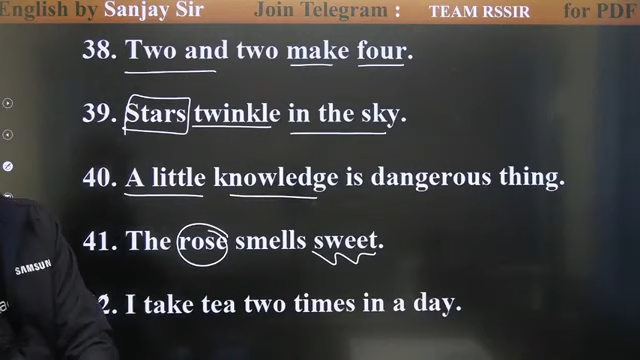 English by Sanjay Sir Join Telegram : TEAM RSSIR for PDF
38. Two and two make four.
39. Stars twinkle in the sky.
40. A little knowledge is dangerous thing.
41. The rose smells sweet.
2. I take tea two times in a day.
SAMSUN